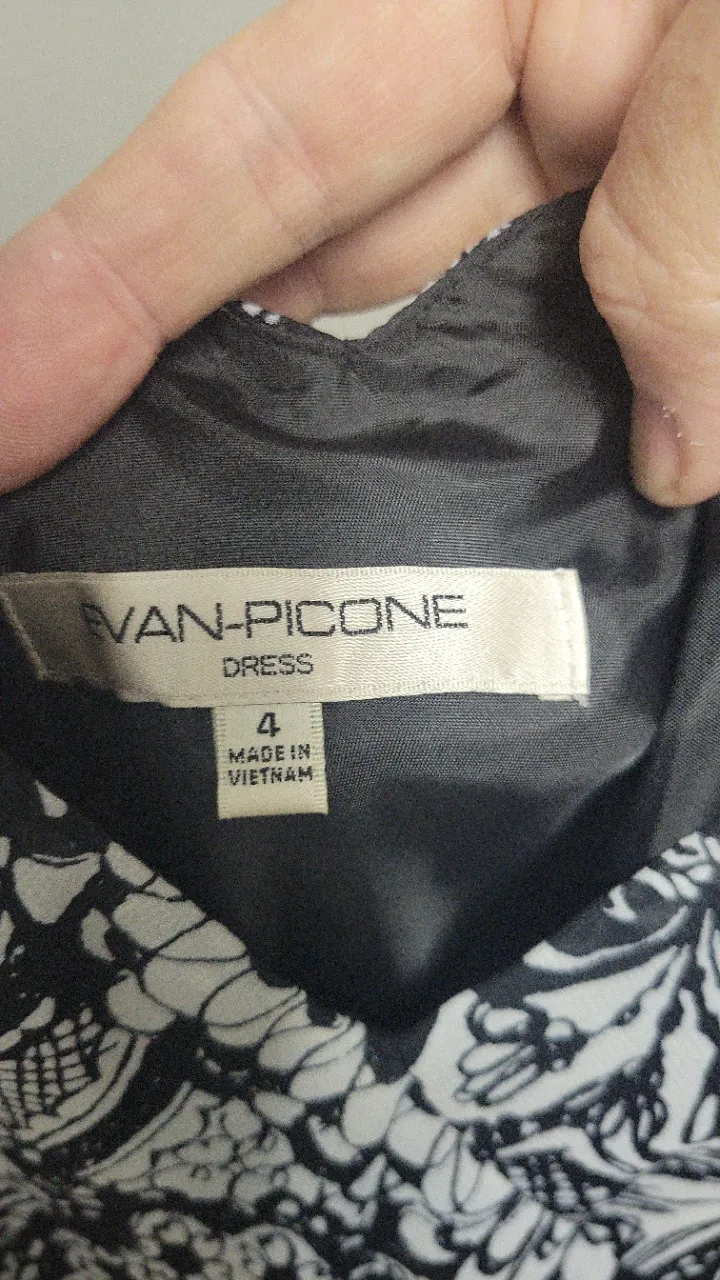 EVAN-PICONE
DRESS
4
MADE IN
VIETNAM